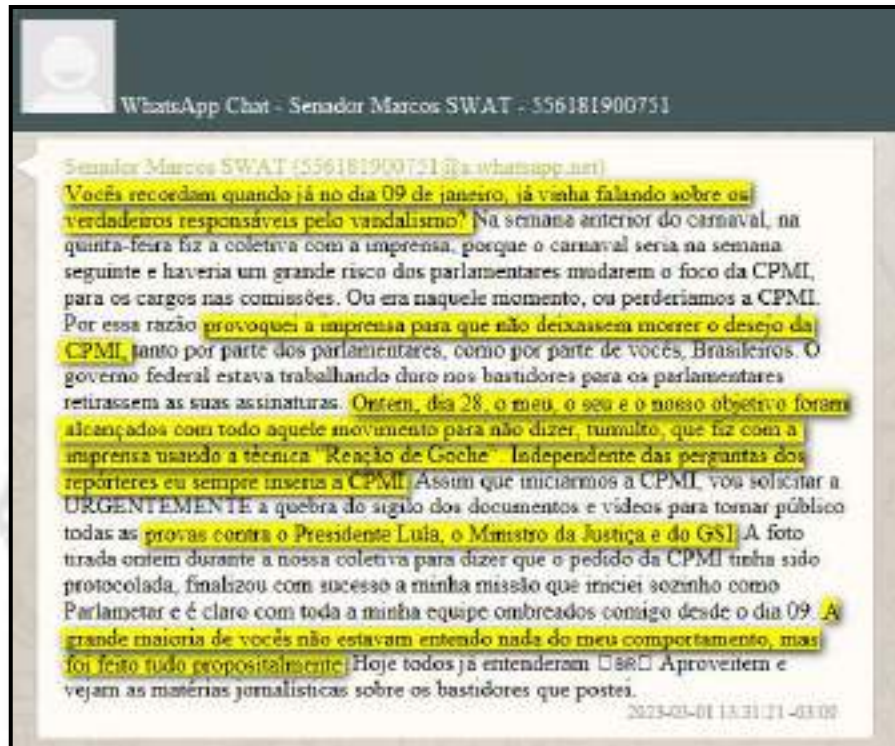 WhatsApp Chat - Senador Marcos SWAT - 556181900751
Senador Marcos SWAT (556181900751@s.whatsapp.net)
Vocês recordam quando já no dia 09 de janeiro, já vinha falando sobre os
verdadeiros responsáveis pelo vandalismo? Na semana anterior do carnaval, na
quinta-feira fiz a coletiva com a imprensa, porque o carnaval seria na semana
seguinte e haveria um grande risco dos parlamentares mudarem o foco da CPMI,
para os cargos nas comissões. Ou era naquele momento, ou perderíamos a CPMI.
Por essa razão provoquei a imprensa para que não deixassem morrer o desejo da
CPMI, tanto por parte dos parlamentares, como por parte de vocês, Brasileiros. O
governo federal estava trabalhando duro nos bastidores para os parlamentares
retirassem as suas assinaturas. Ontem, dia 28, o meu, o seu e o nosso objetivo foram
alcançados com todo aquele movimento para não dizer, tumulto, que fiz com a
imprensa usando a técnica "Reação de Goche". Independente das perguntas dos
repórteres eu sempre inseria a CPMI. Assim que iniciarmos a CPMI, vou solicitar a
URGENTEMENTE a quebra do sigilo dos documentos e vídeos para tornar público
todas as provas contra o Presidente Lula, o Ministro da Justiça e do GSI. A foto
tirada ontem durante a nossa coletiva para dizer que o pedido da CPMI tinha sido
protocolada, finalizou com sucesso a minha missão que iniciei sozinho como
Parlametar e é claro com toda a minha equipe ombreados comigo desde o dia 09. A
grande maioria de vocês não estavam entendo nada do meu comportamento, mas
foi feito tudo propositalmente. Hoje todos já entenderam Aproveitem e
vejam as matérias jornalísticas sobre os bastidores que postei.
2023-03-01 13:31:21 -03:00